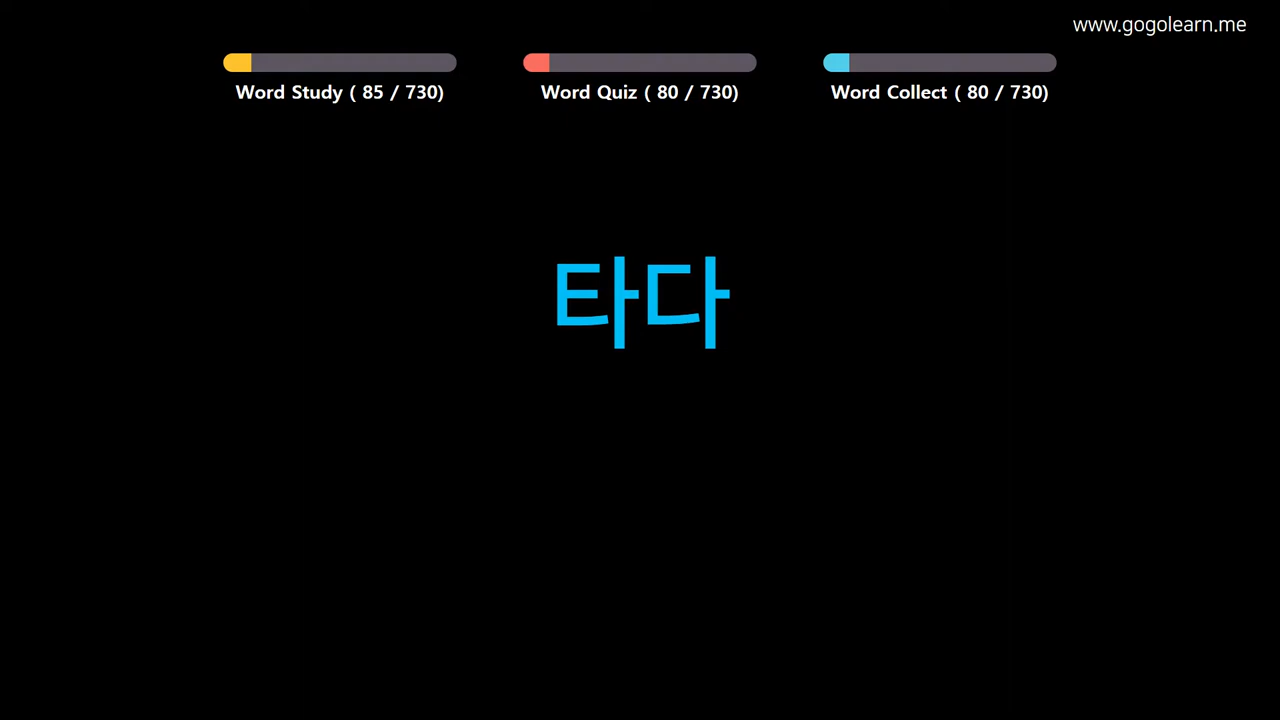 www.gogolearn.me
Word Study ( 85 / 730)
Word Quiz ( 80 / 730)
Word Collect ( 80 / 730)
타다